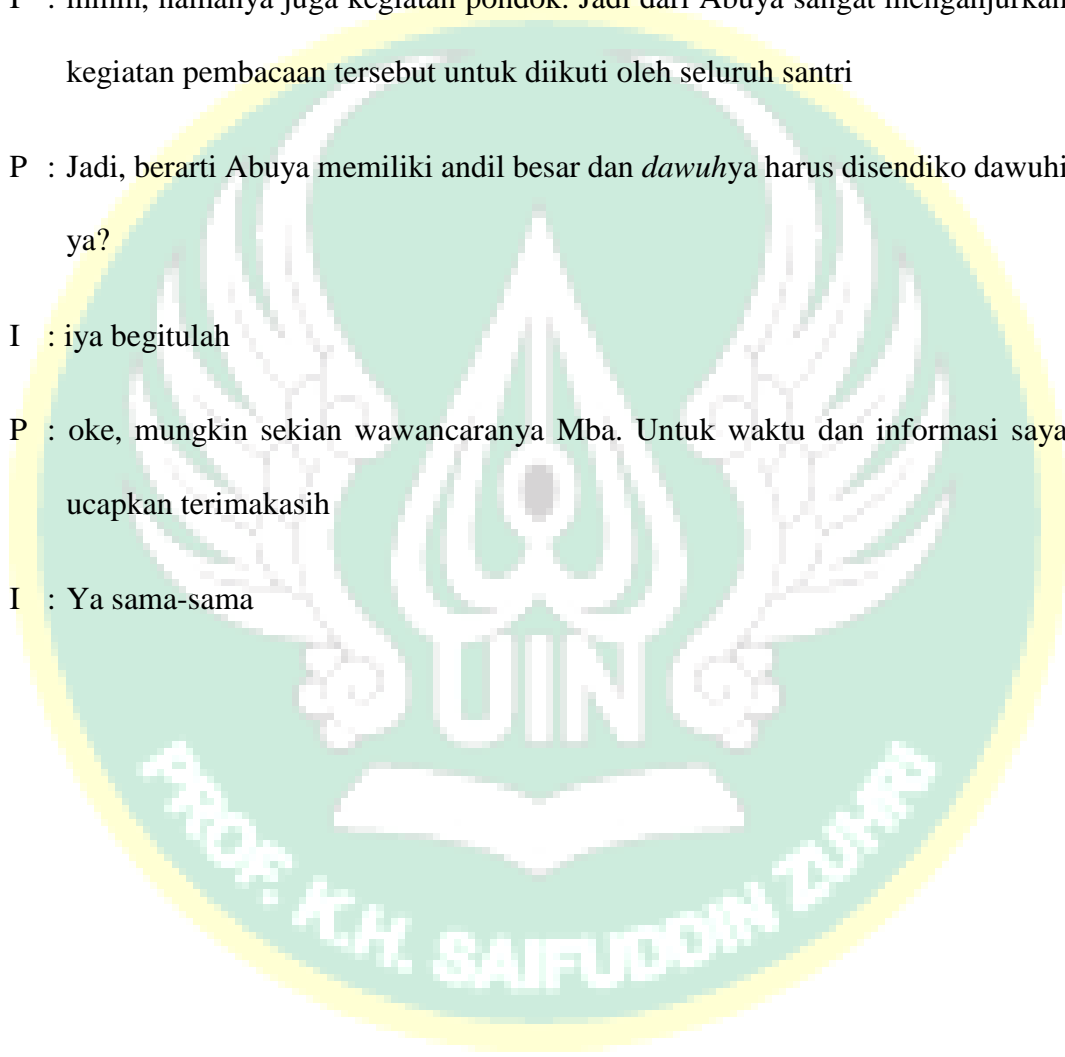 I : mmm, namanya juga kegiatan pondok. Jadi dari Abuya sangat menganjurkan
kegiatan pembacaan tersebut untuk diikuti oleh seluruh santri
P : Jadi, berarti Abuya memiliki andil besar dan dawuhya harus disendiko dawuhi
ya?
I : iya begitulah
P : oke, mungkin sekian wawancaranya Mba. Untuk waktu dan informasi saya
ucapkan terimakasih
I : Ya sama-sama
UIN
PROF. K.H. SAIFUDDIN ZUHRI